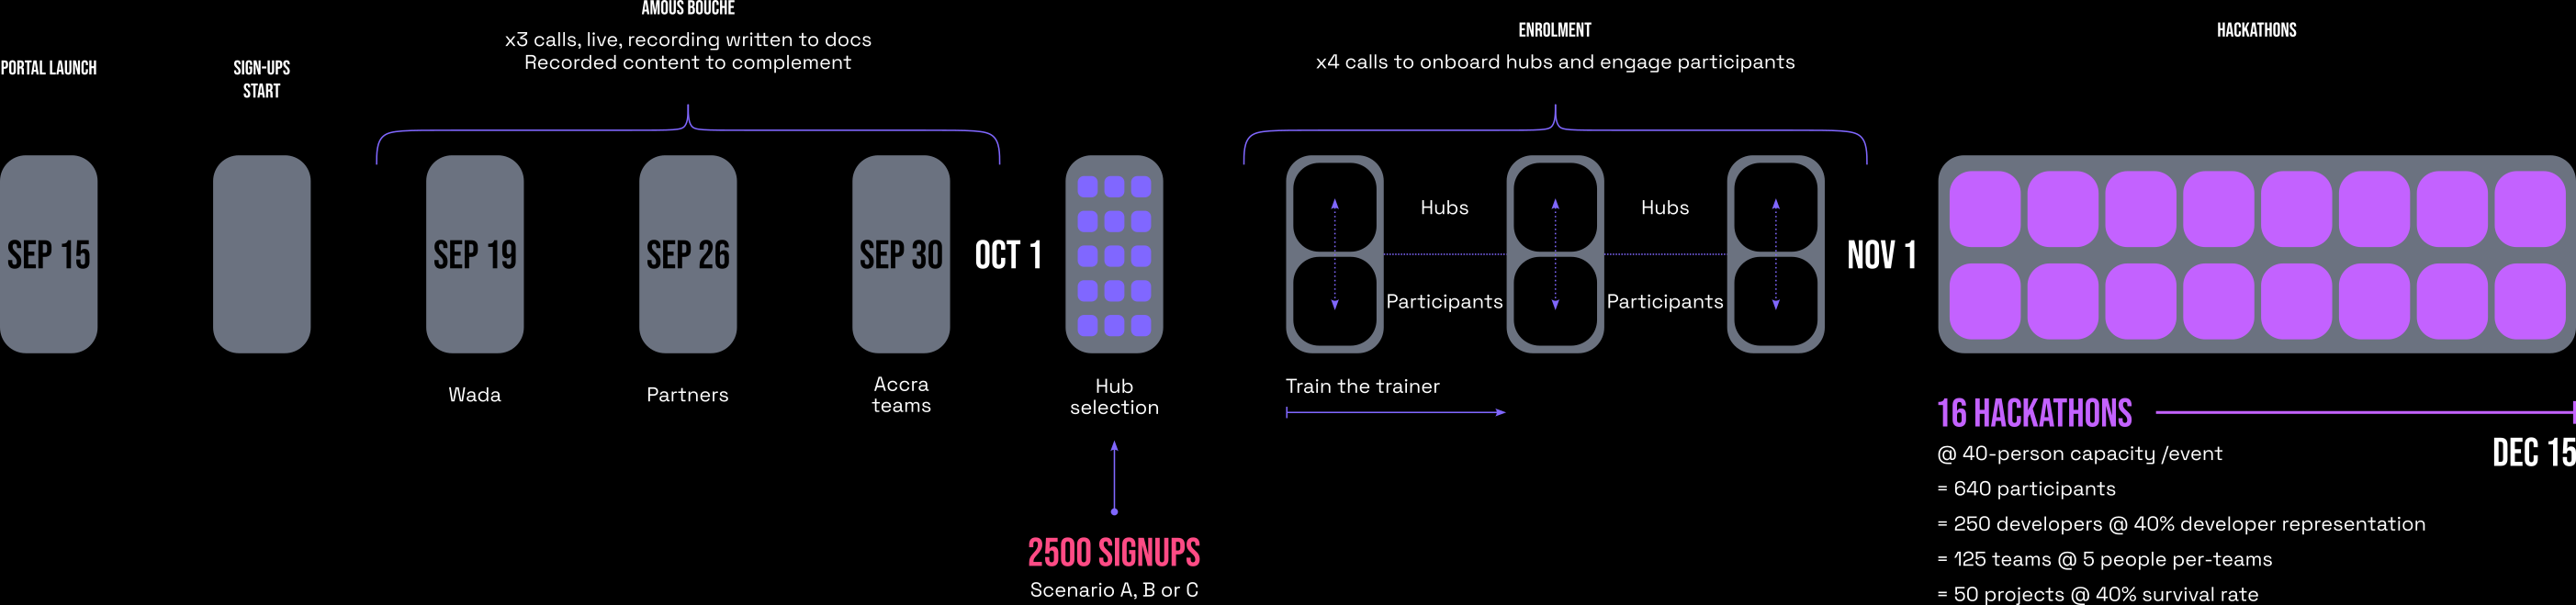 PORTAL LAUNCH
SIGN-UPS
START
AMOUS BOUCHE
x3 calls, live, recording written to docs
Recorded content to complement
ENROLMENT
x4 calls to onboard hubs and engage participants
HACKATHONS
SEP 15
SEP 19
SEP 26
SEP 30
OCT 1
Hubs
Participants
Hubs
Participants
NOV 1
Wada
Partners
Accra
teams
Hub
selection
Train the trainer
2500 SIGNUPS
Scenario A, B or C
16 HACKATHONS
DEC 15
@ 40-person capacity /event
= 640 participants
= 250 developers @ 40% developer representation
= 125 teams @ 5 people per-teams
= 50 projects @ 40% survival rate